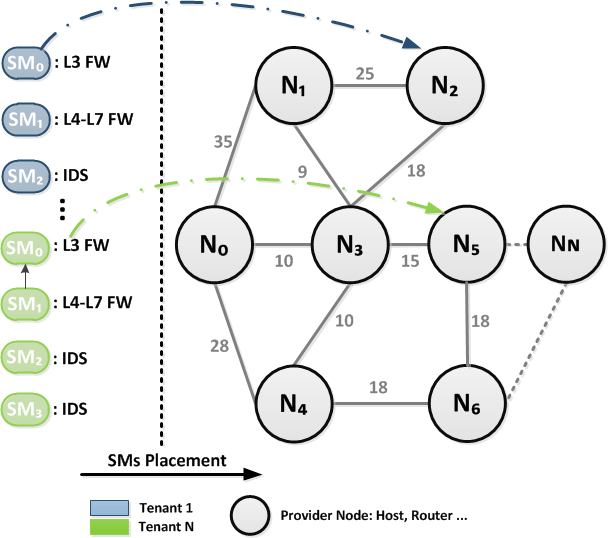 SM₀ : L3 FW
SM₁ : L4-L7 FW
SM₂ : IDS
⋮
SM₀ : L3 FW
SM₁ : L4-L7 FW
SM₂ : IDS
SM₃ : IDS
N₁
25
N₂
35
9
18
N₀
10
N₃
15
N₅
Nɴ
28
10
18
N₄
18
N₆
SMs Placement
Tenant 1
Tenant N
Provider Node: Host, Router ...